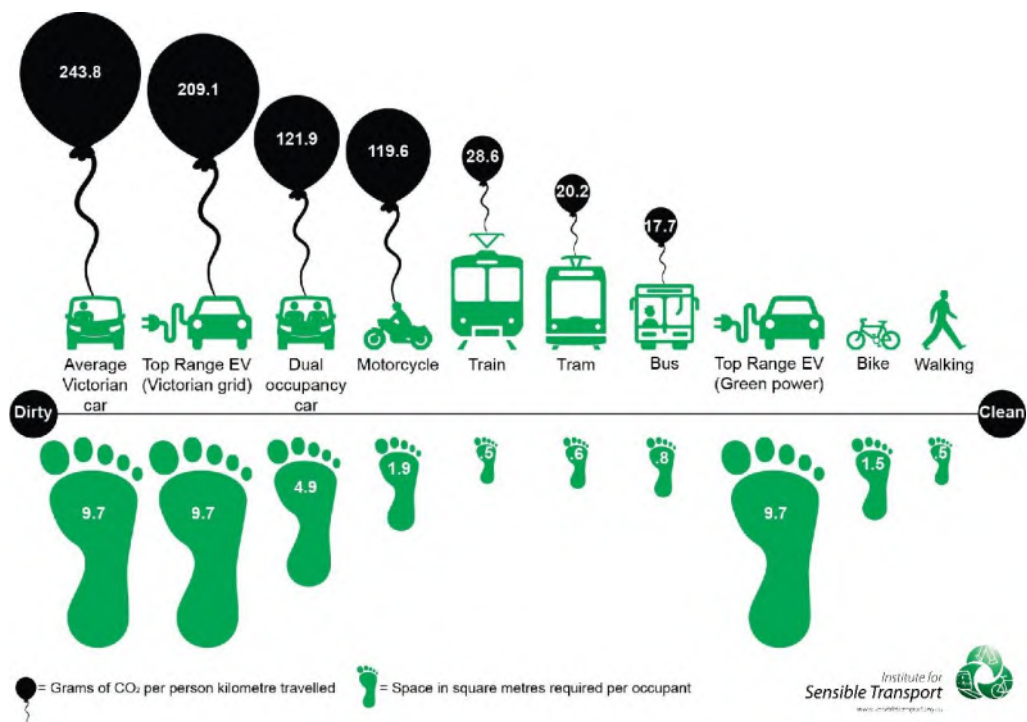 243.8
209.1
121.9
119.6
28.6
20.2
17.7
Average
Victorian
car
Top Range EV
(Victorian grid)
Dual
occupancy
car
Motorcycle
Train
Tram
Bus
Top Range EV
(Green power)
Bike
Walking
Dirty
Clean
9.7
9.7
4.9
1.9
.5
.6
.8
9.7
1.5
.5
= Grams of CO₂ per person kilometre travelled
= Space in square metres required per occupant
Institute for
Sensible Transport